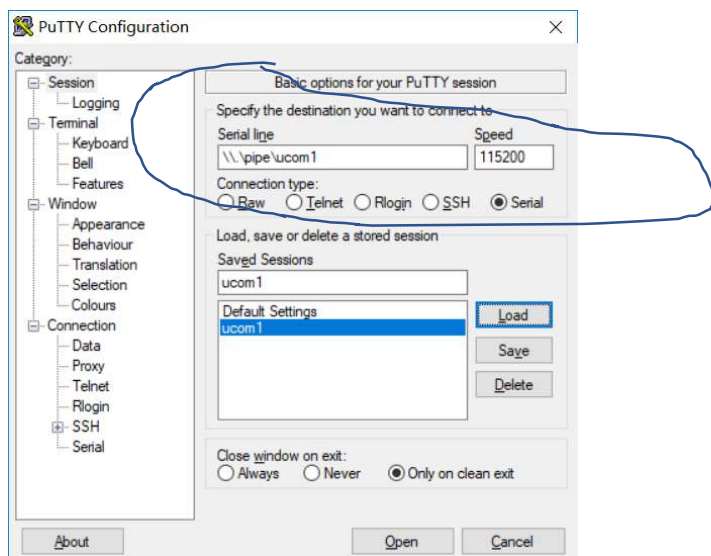 PuTTY Configuration
Category:
Session
Logging
Terminal
Keyboard
Bell
Features
Window
Appearance
Behaviour
Translation
Selection
Colours
Connection
Data
Proxy
Telnet
Rlogin
SSH
Serial
Basic options for your PuTTY session
Specify the destination you want to connect to
Serial line Speed
\\.\pipe\ucom1 115200
Connection type:
Raw Telnet Rlogin SSH Serial
Load, save or delete a stored session
Saved Sessions
ucom1
Default Settings
ucom1
Load
Save
Delete
Close window on exit:
Always Never Only on clean exit
About Open Cancel